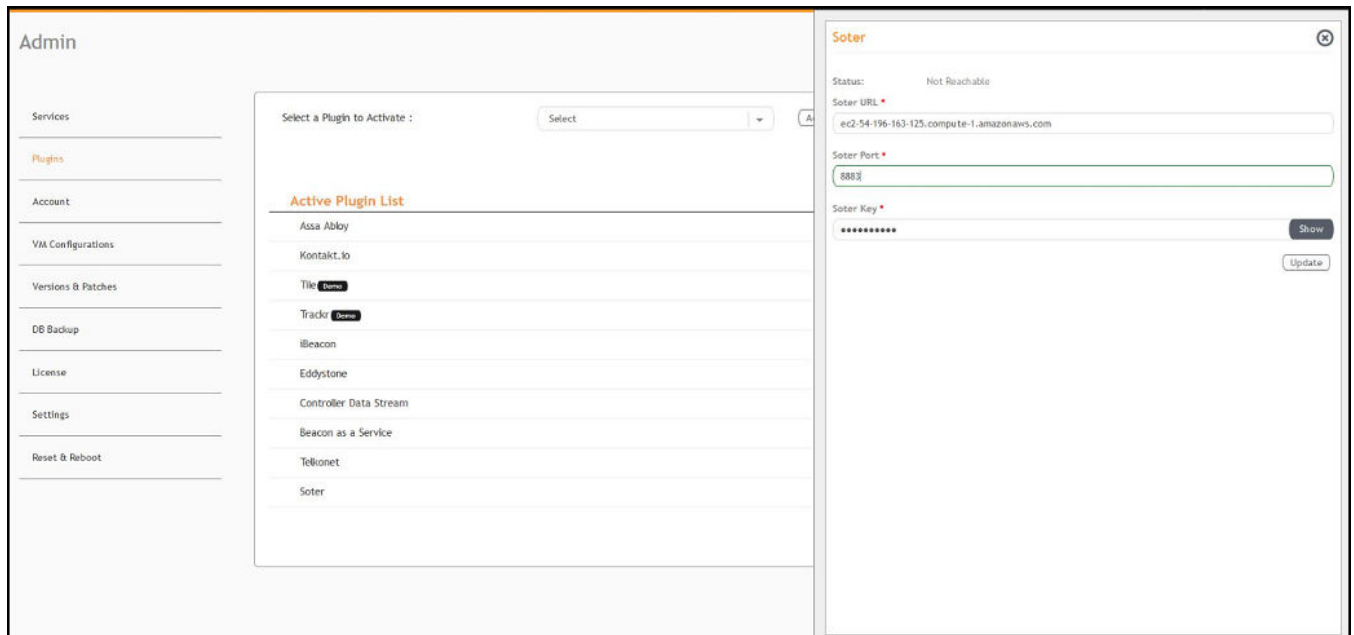 Admin
Services
Plugins
Account
VM Configurations
Versions & Patches
DB Backup
License
Settings
Reset & Reboot
Select a Plugin to Activate :
Select
Active Plugin List
Assa Abloy
Kontakt.io
Tile Demo
Trackr Demo
iBeacon
Eddystone
Controller Data Stream
Beacon as a Service
Telkonet
Soter
Soter
Status: Not Reachable
Soter URL *
ec2-54-196-163-125.compute-1.amazonaws.com
Soter Port *
8883
Soter Key *
•••••••••• Show
Update